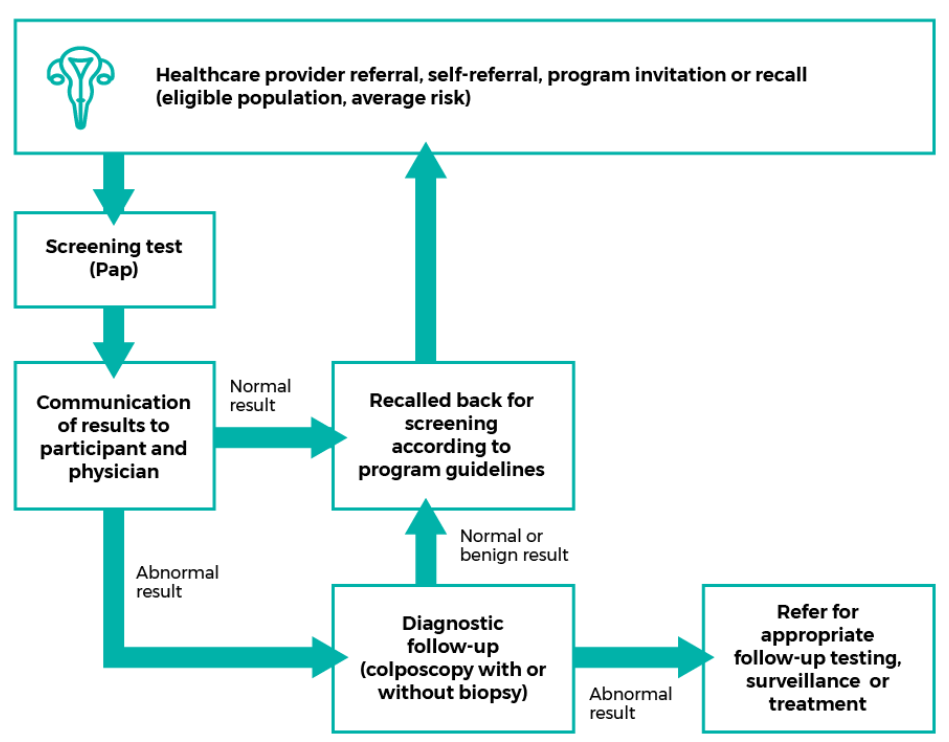 Healthcare provider referral, self-referral, program invitation or recall
(eligible population, average risk)
Screening test
(Pap)
Communication
of results to
participant and
physician
Normal
result
Recalled back for
screening
according to
program guidelines
Normal or
benign result
Abnormal
result
Diagnostic
follow-up
(colposcopy with or
without biopsy)
Abnormal
result
Refer for
appropriate
follow-up testing,
surveillance or
treatment